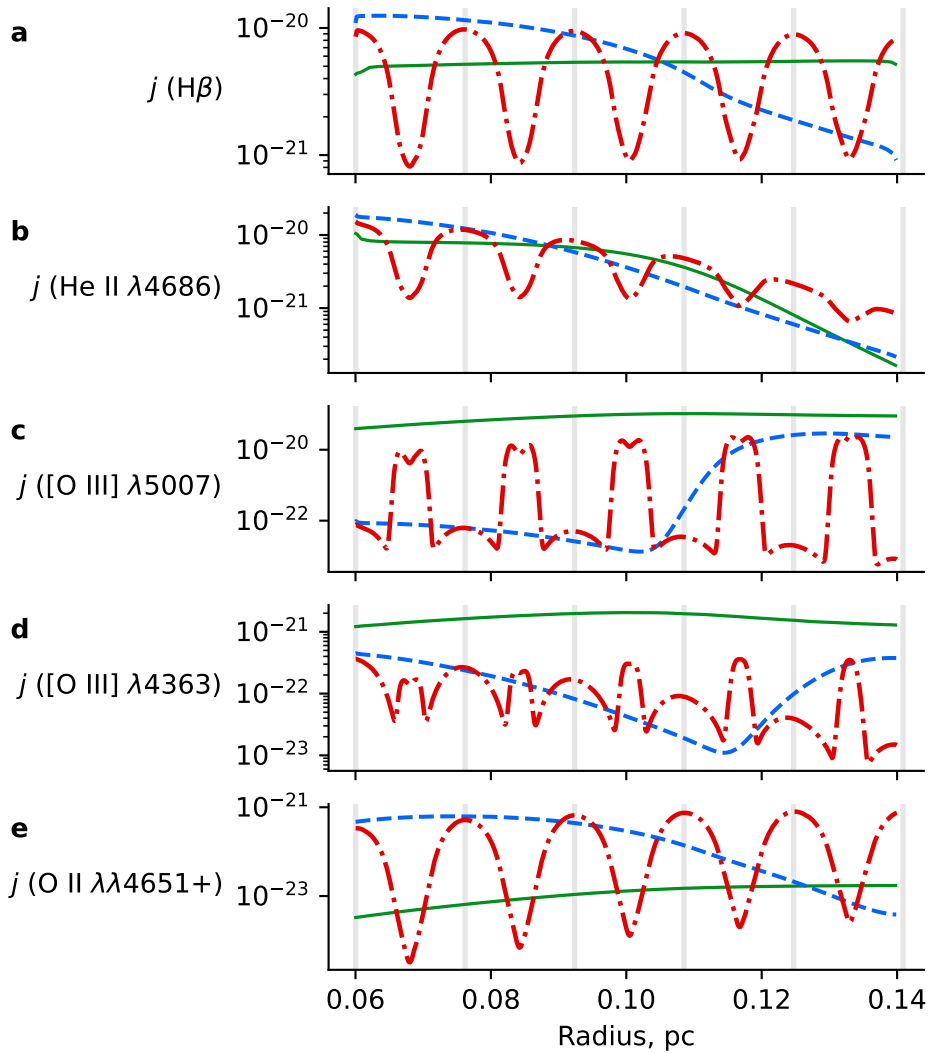 a
j (Hβ)
10⁻²⁰
10⁻²¹
b
j (He II λ4686)
10⁻²⁰
10⁻²¹
c
j ([O III] λ5007)
10⁻²⁰
10⁻²²
d
j ([O III] λ4363)
10⁻²¹
10⁻²²
10⁻²³
e
j (O II λλ4651+)
10⁻²¹
10⁻²³
0.06 0.08 0.10 0.12 0.14
Radius, pc